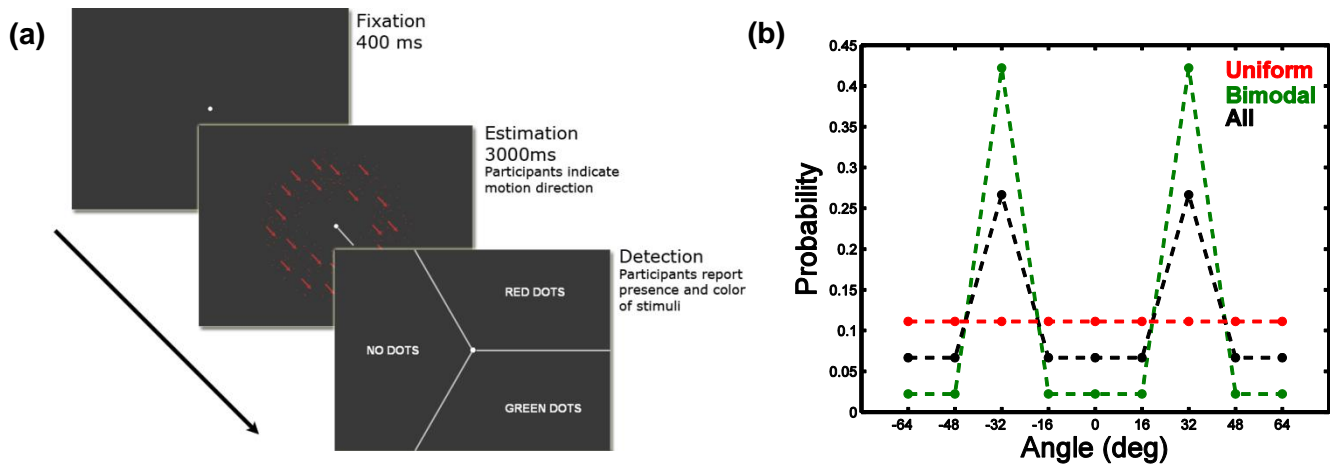 (a)
Fixation
400 ms
Estimation
3000ms
Participants indicate
motion direction
Detection
Participants report
presence and color
of stimuli
RED DOTS
NO DOTS
GREEN DOTS
(b)
Uniform
Bimodal
All
Probability
0.45
0.4
0.35
0.3
0.25
0.2
0.15
0.1
0.05
0
-64 -48 -32 -16 0 16 32 48 64
Angle (deg)